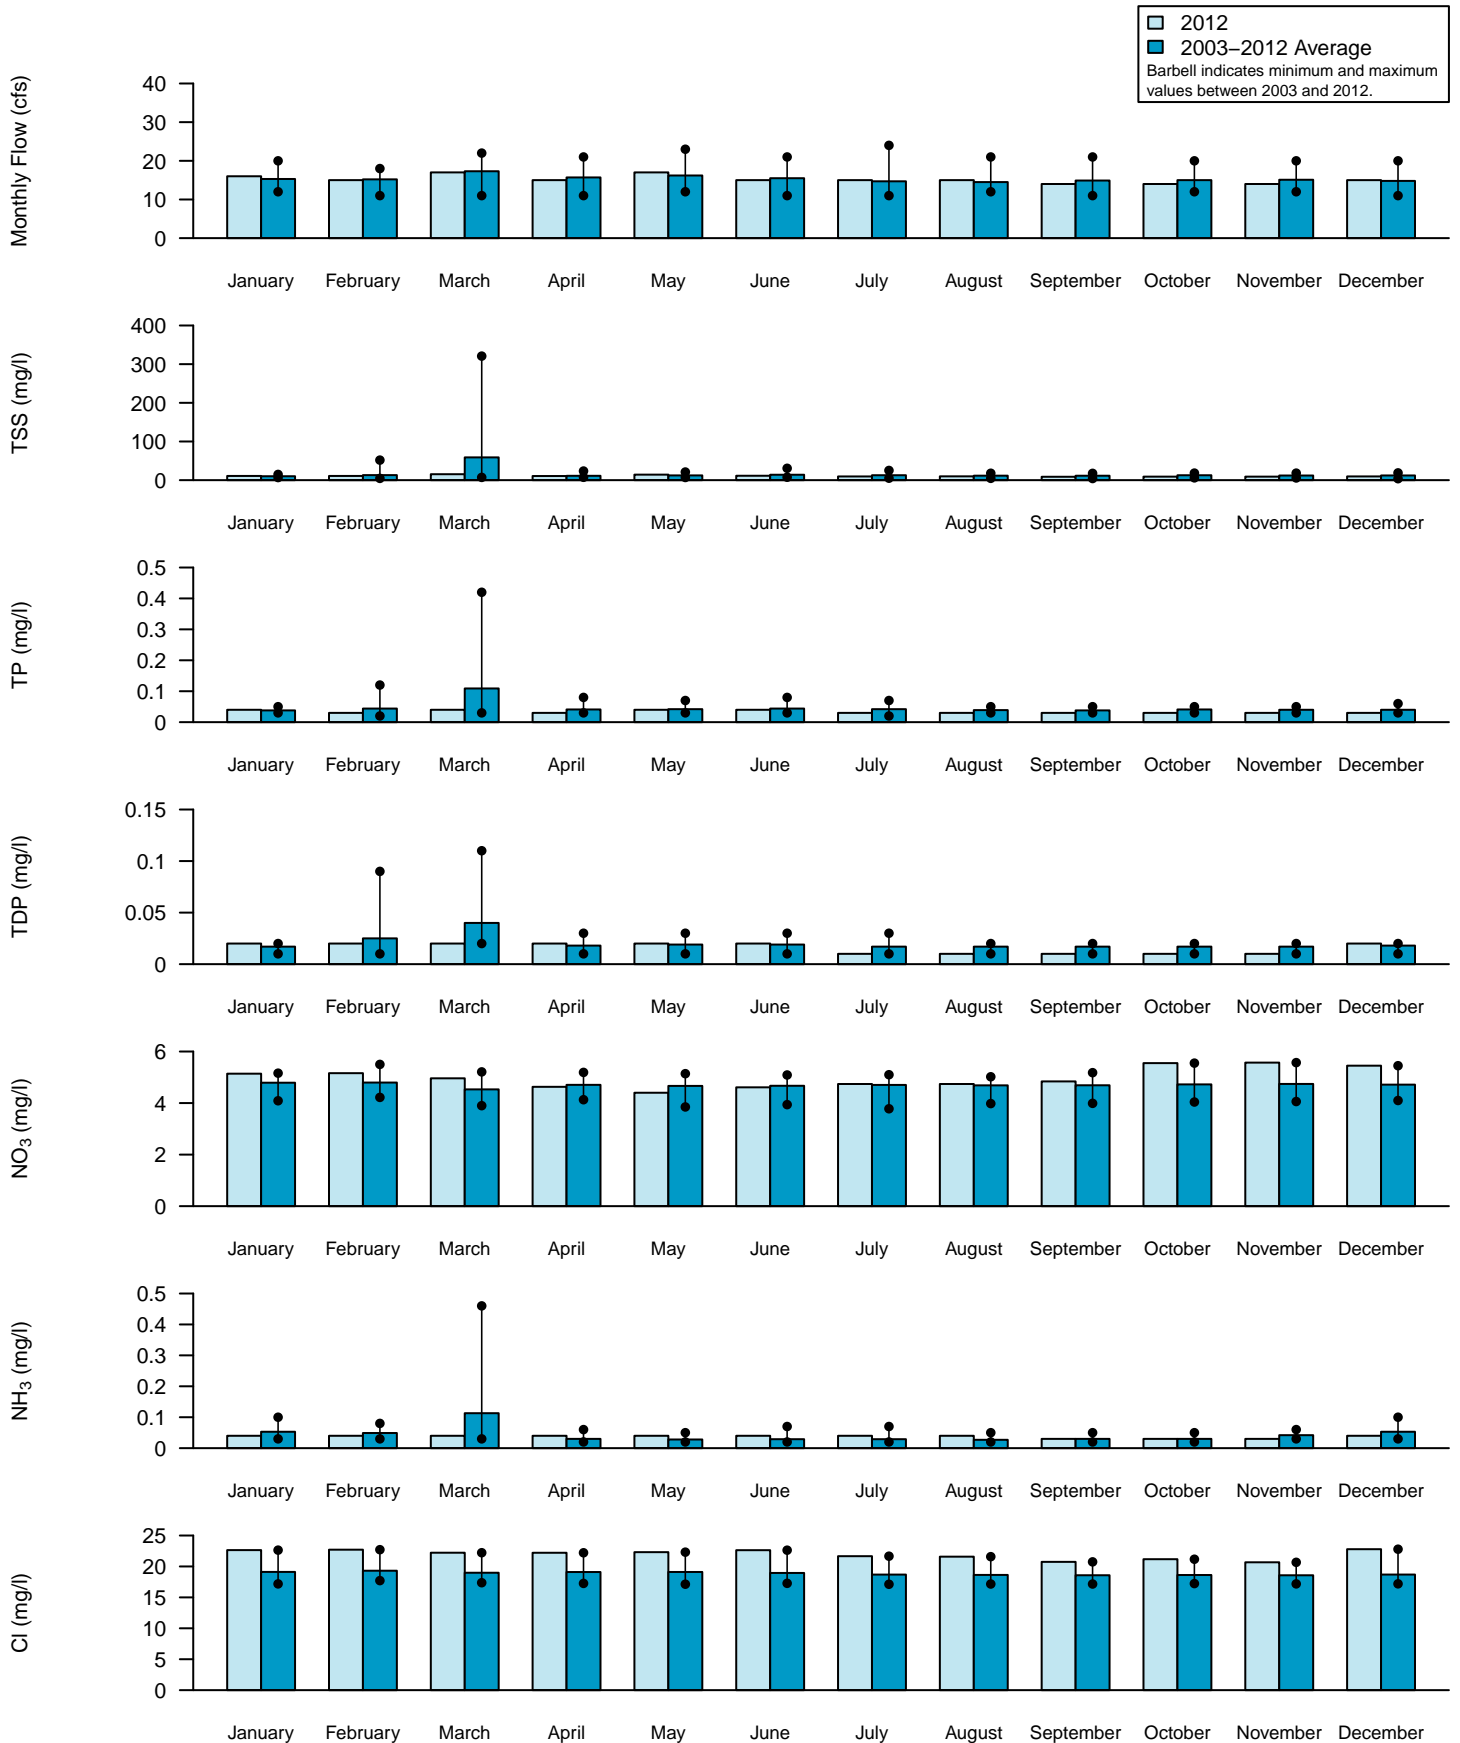 2012
2003–2012 Average
Barbell indicates minimum and maximum
values between 2003 and 2012.
Monthly Flow (cfs)
40
30
20
10
0
January February March April May June July August September October November December
TSS (mg/l)
400
300
200
100
0
January February March April May June July August September October November December
TP (mg/l)
0.5
0.4
0.3
0.2
0.1
0
January February March April May June July August September October November December
TDP (mg/l)
0.15
0.1
0.05
0
January February March April May June July August September October November December
NO₃ (mg/l)
6
4
2
0
January February March April May June July August September October November December
NH₃ (mg/l)
0.5
0.4
0.3
0.2
0.1
0
January February March April May June July August September October November December
Cl (mg/l)
25
20
15
10
5
0
January February March April May June July August September October November December